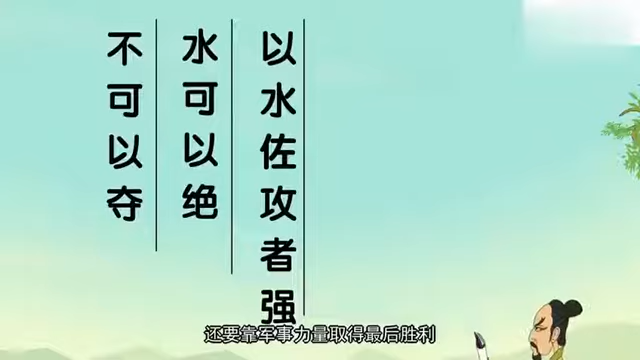 以水佐攻者强
水可以绝
不可以夺
还要靠军事力量取得最后胜利